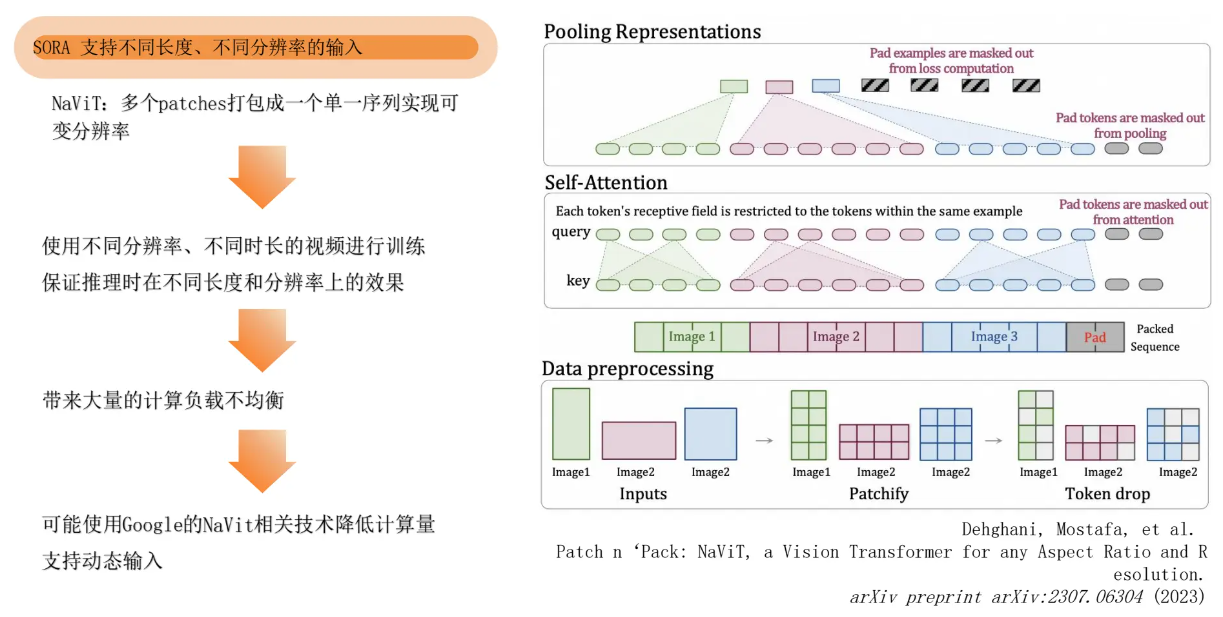 SORA 支持不同长度、不同分辨率的输入
NaViT：多个patches打包成一个单一序列实现可
变分辨率
使用不同分辨率、不同时长的视频进行训练
保证推理时在不同长度和分辨率上的效果
带来大量的计算负载不均衡
可能使用Google的NaVit相关技术降低计算量
支持动态输入
Pooling Representations
Pad examples are masked out
from loss computation
Pad tokens are masked out
from pooling
Self-Attention
Each token's receptive field is restricted to the tokens within the same example
Pad tokens are masked out
from attention
query
key
Image 1 Image 2 Image 3 Pad
Packed
Sequence
Data preprocessing
Image1 Image2 Image2 Image1 Image2 Image2 Image1 Image2 Image2
Inputs Patchify Token drop
Dehghani, Mostafa, et al.
Patch n ‘Pack: NaViT, a Vision Transformer for any Aspect Ratio and R
esolution.
arXiv preprint arXiv:2307.06304 (2023)